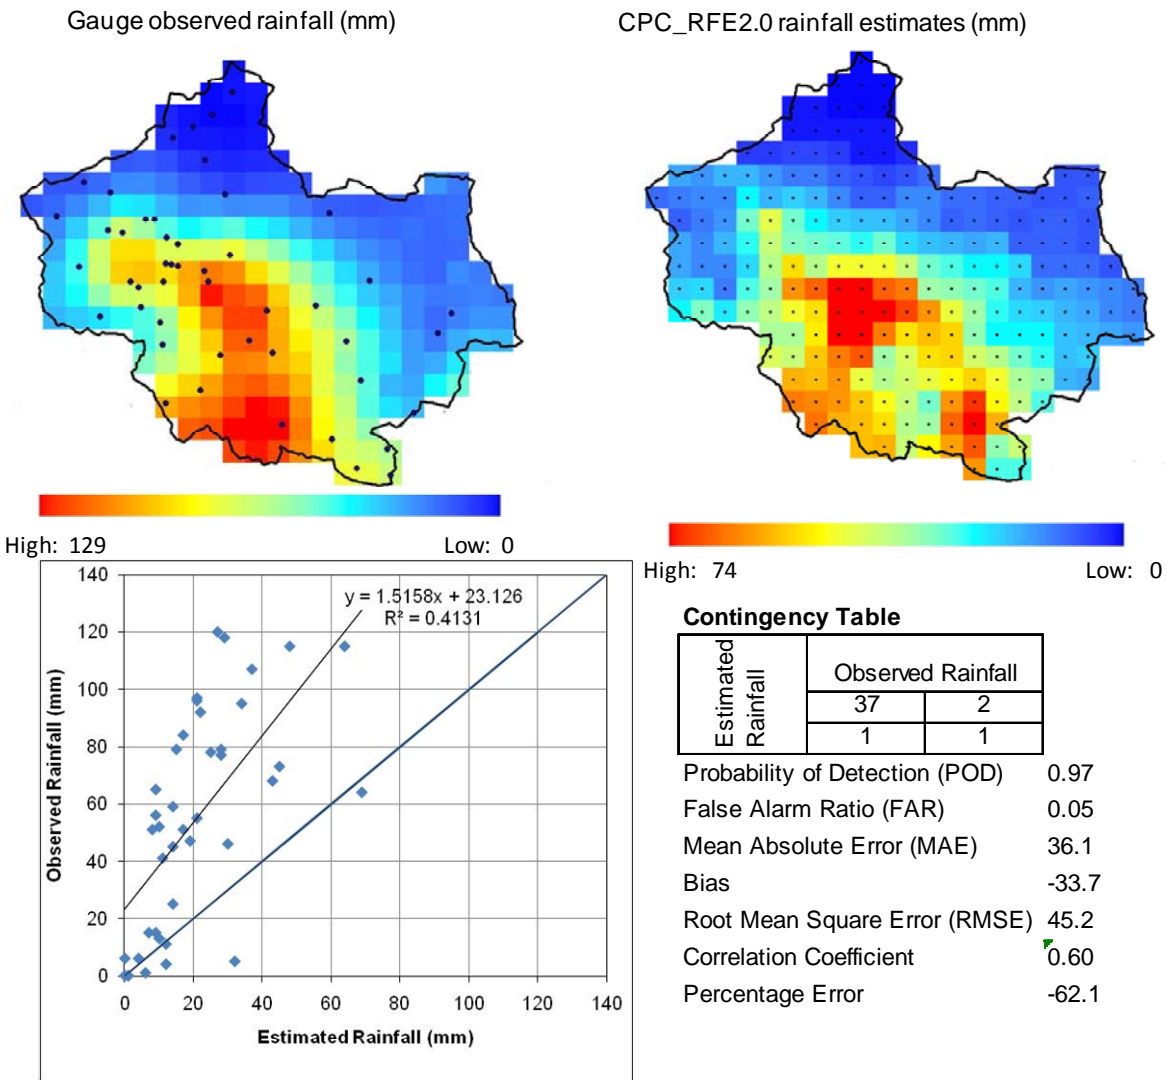 Gauge observed rainfall (mm)
CPC_RFE2.0 rainfall estimates (mm)
High: 129
Low: 0
High: 74
Low: 0
140
120
100
80
60
40
20
0
Observed Rainfall (mm)
y = 1.5158x + 23.126
R² = 0.4131
0 20 40 60 80 100 120 140
Estimated Rainfall (mm)
Contingency Table
Estimated
Rainfall
Observed Rainfall
37 2
1 1
Probability of Detection (POD) 0.97
False Alarm Ratio (FAR) 0.05
Mean Absolute Error (MAE) 36.1
Bias -33.7
Root Mean Square Error (RMSE) 45.2
Correlation Coefficient 0.60
Percentage Error -62.1